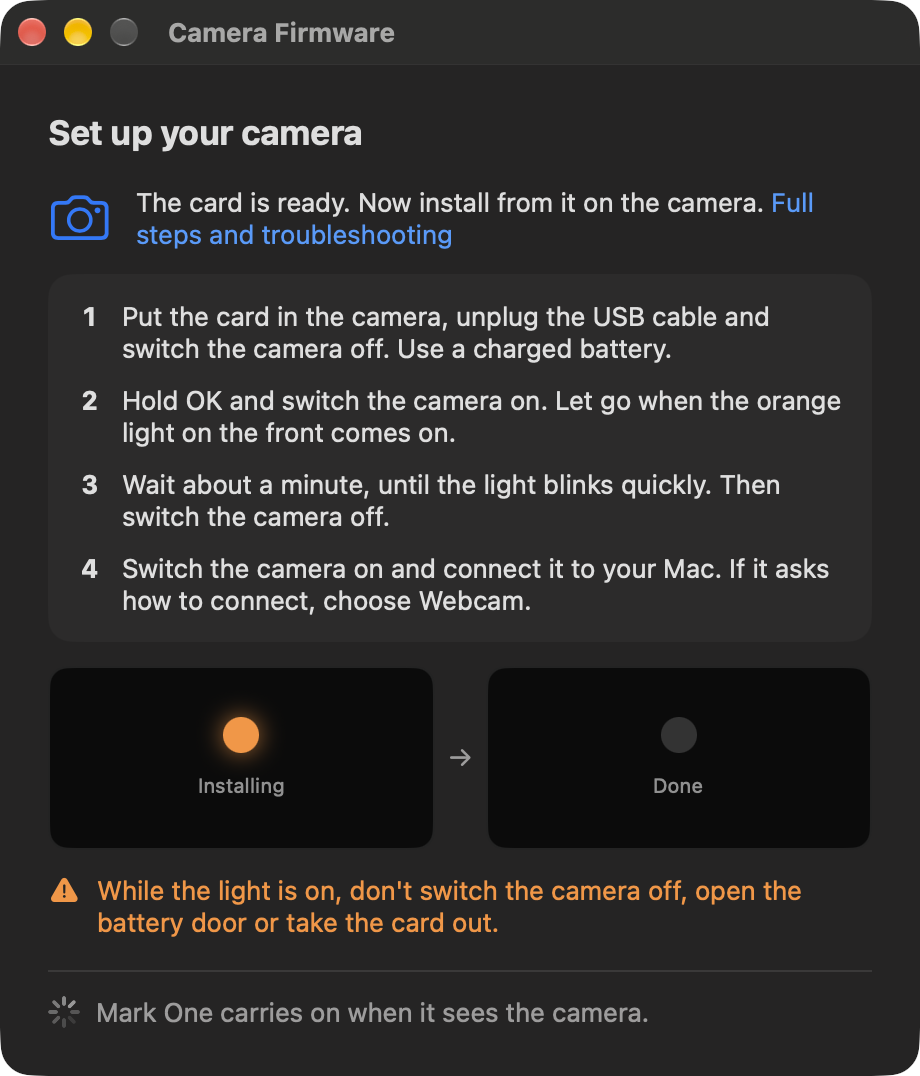 Camera Firmware
Set up your camera
The card is ready. Now install from it on the camera. Full
steps and troubleshooting
1 Put the card in the camera, unplug the USB cable and
switch the camera off. Use a charged battery.
2 Hold OK and switch the camera on. Let go when the orange
light on the front comes on.
3 Wait about a minute, until the light blinks quickly. Then
switch the camera off.
4 Switch the camera on and connect it to your Mac. If it asks
how to connect, choose Webcam.
Installing
Done
While the light is on, don't switch the camera off, open the
battery door or take the card out.
Mark One carries on when it sees the camera.